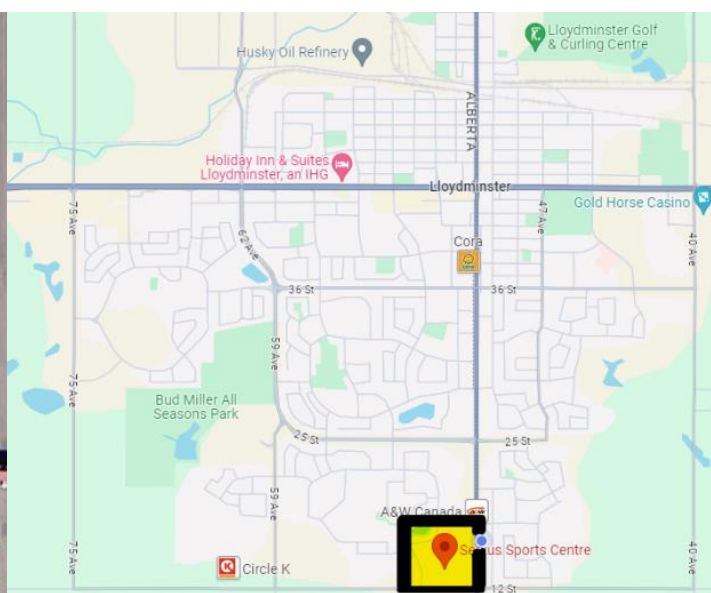 Lloydminster Golf
& Curling Centre
Husky Oil Refinery
ALBERTA
Holiday Inn & Suites
Lloydminster, an IHG
Lloydminster
75 Ave
47 Ave
Gold Horse Casino
40 Ave
62 Ave
Cora
36 St
36 St
59 Ave
75 Ave
Bud Miller All
Seasons Park
25 St
25 St
59 Ave
A&W Canada
A&W
Sports Centre
75 Ave
40 Ave
K
Circle K
12 St